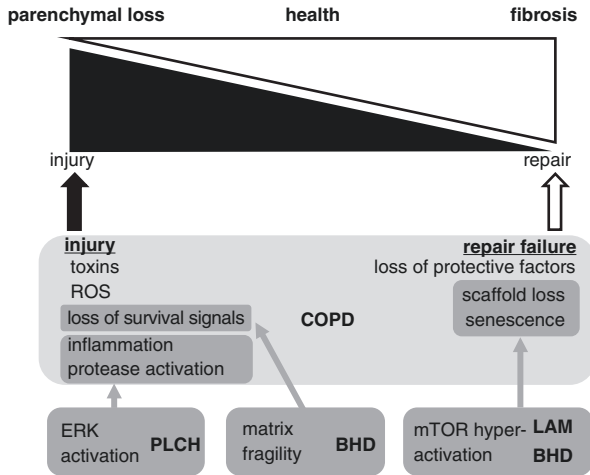 parenchymal loss health fibrosis
injury repair
injury
toxins
ROS
loss of survival signals
inflammation
protease activation
COPD
repair failure
loss of protective factors
scaffold loss
senescence
ERK
activation PLCH
matrix
fragility BHD
mTOR hyper- LAM
activation BHD